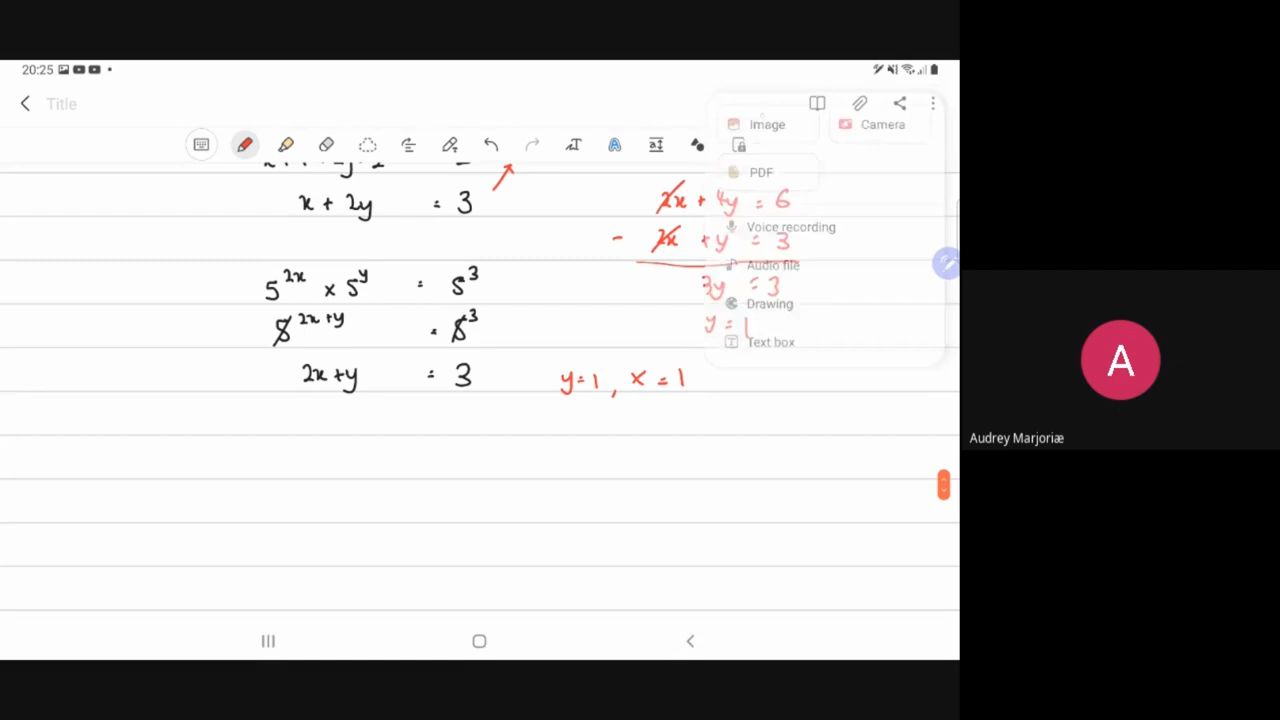 20:25
Title
Image
Camera
PDF
Voice recording
Audio file
Drawing
Text box
x + 2y = 3
5^2x × 5^y = 5^3
5^2x+y = 5^3
2x + y = 3
2x + 4y = 6
- 2x + y = 3
3y = 3
y = 1
y = 1 , x = 1
A
Audrey Marjoriæ